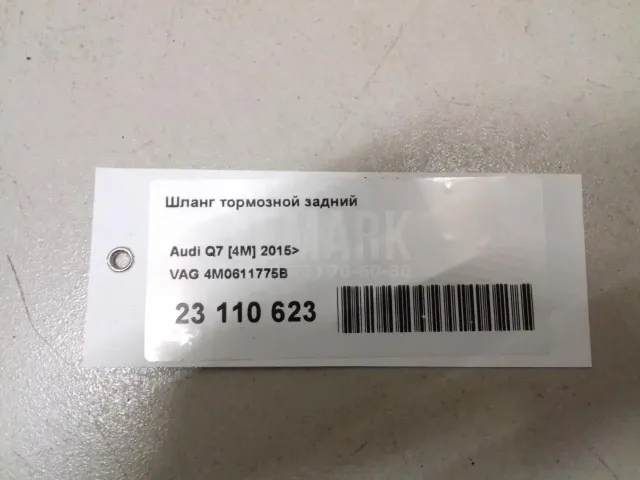 Шланг тормозной задний
Audi Q7 [4M] 2015>
VAG 4M0611775B
23 110 623